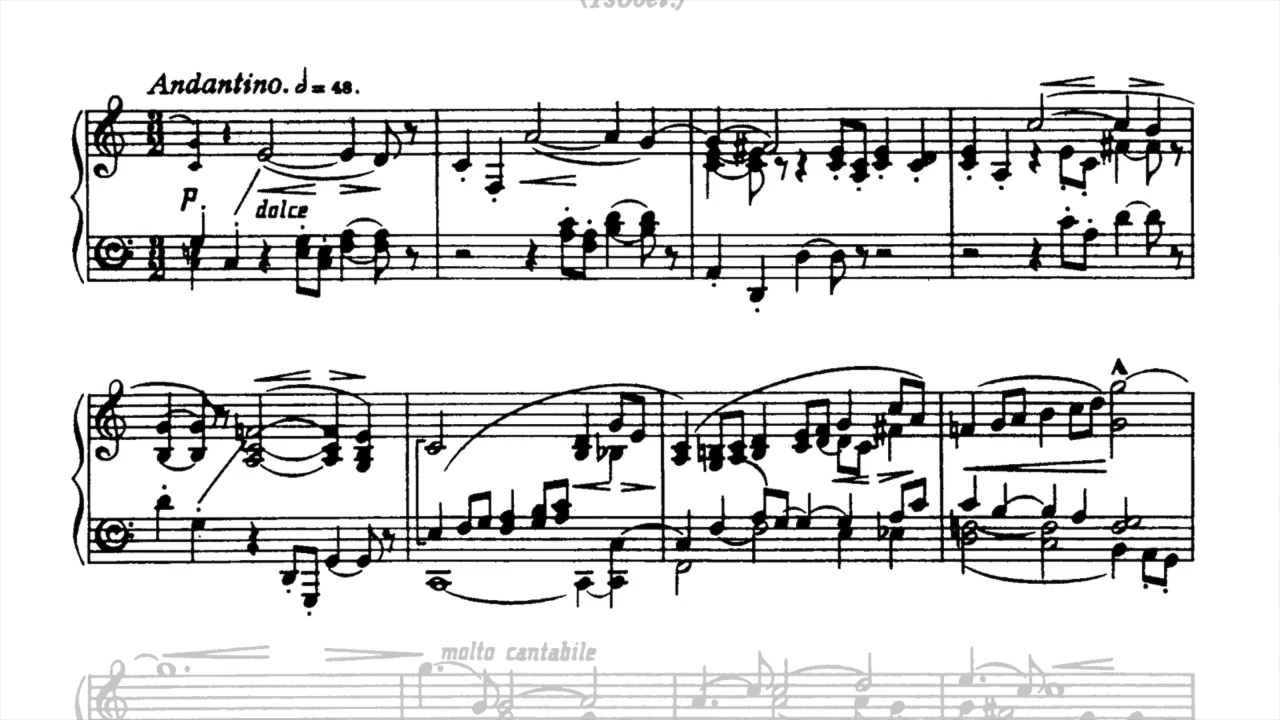 Andantino. 𝅗𝅥 = 48.
p
dolce
molto cantabile